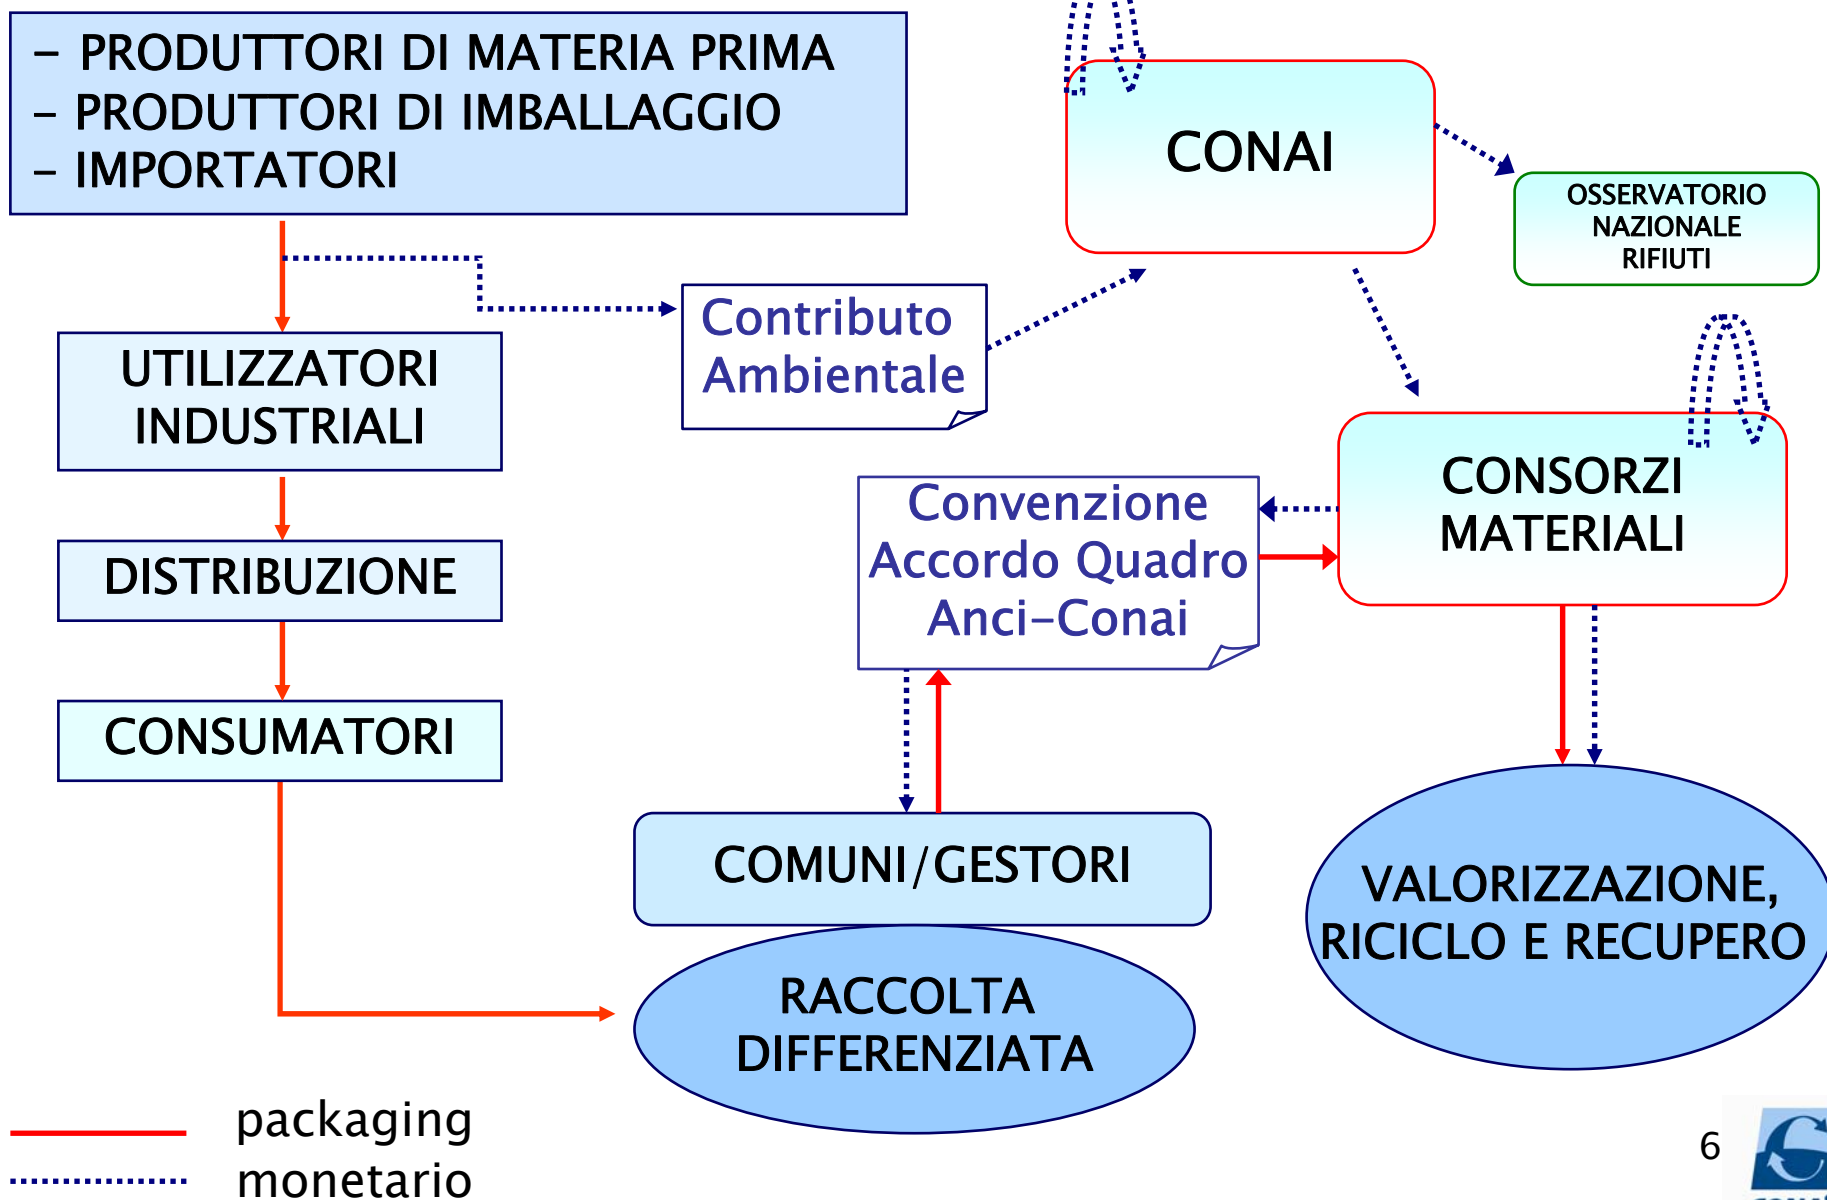 – PRODUTTORI DI MATERIA PRIMA
– PRODUTTORI DI IMBALLAGGIO
– IMPORTATORI
CONAI
OSSERVATORIO
NAZIONALE
RIFIUTI
Contributo
Ambientale
UTILIZZATORI
INDUSTRIALI
CONSORZI
MATERIALI
Convenzione
Accordo Quadro
Anci–Conai
DISTRIBUZIONE
CONSUMATORI
COMUNI/GESTORI
VALORIZZAZIONE,
RICICLO E RECUPERO
RACCOLTA
DIFFERENZIATA
packaging
monetario
6